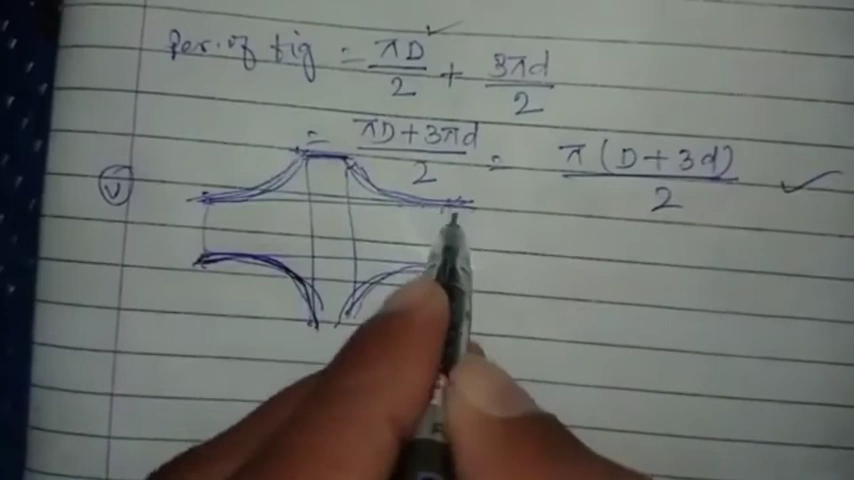 Per. of fig = πD/2 + 3πd/2
= πD+3πd/2 = π(D+3d)/2
v